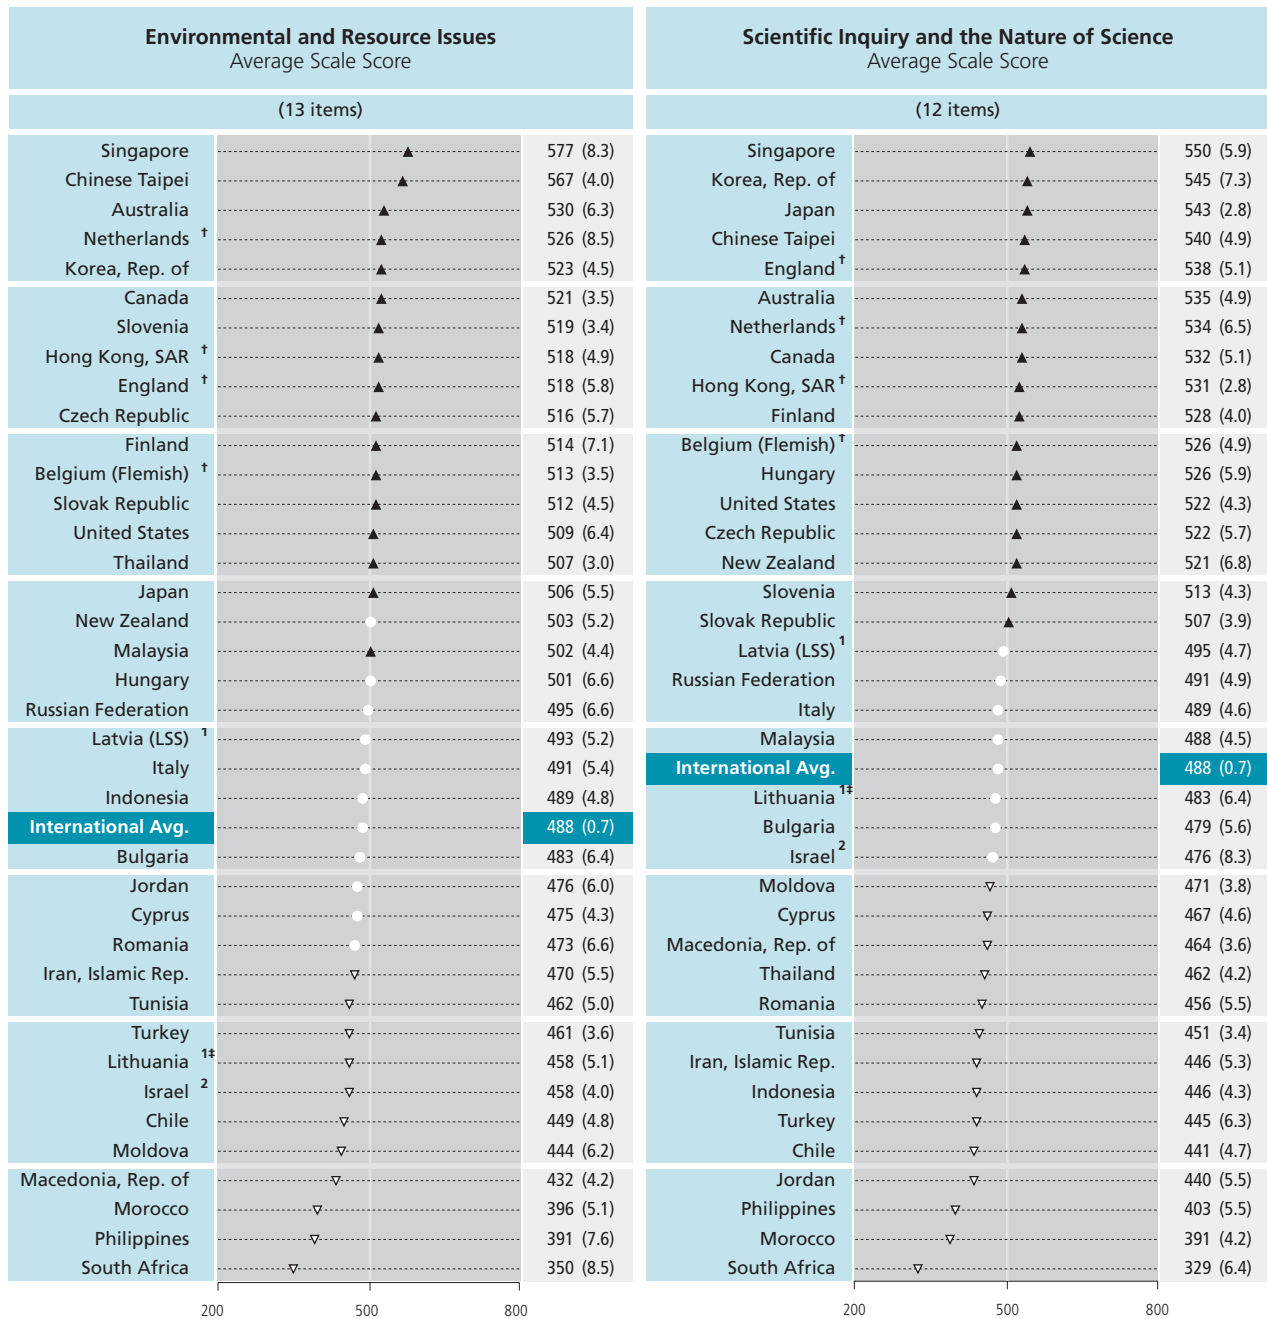 Environmental and Resource Issues
Average Scale Score
(13 items)
Singapore 577 (8.3)
Chinese Taipei 567 (4.0)
Australia 530 (6.3)
Netherlands † 526 (8.5)
Korea, Rep. of 523 (4.5)
Canada 521 (3.5)
Slovenia 519 (3.4)
Hong Kong, SAR † 518 (4.9)
England † 518 (5.8)
Czech Republic 516 (5.7)
Finland 514 (7.1)
Belgium (Flemish) † 513 (3.5)
Slovak Republic 512 (4.5)
United States 509 (6.4)
Thailand 507 (3.0)
Japan 506 (5.5)
New Zealand 503 (5.2)
Malaysia 502 (4.4)
Hungary 501 (6.6)
Russian Federation 495 (6.6)
Latvia (LSS) 1 493 (5.2)
Italy 491 (5.4)
Indonesia 489 (4.8)
International Avg. 488 (0.7)
Bulgaria 483 (6.4)
Jordan 476 (6.0)
Cyprus 475 (4.3)
Romania 473 (6.6)
Iran, Islamic Rep. 470 (5.5)
Tunisia 462 (5.0)
Turkey 461 (3.6)
Lithuania 1‡ 458 (5.1)
Israel 2 458 (4.0)
Chile 449 (4.8)
Moldova 444 (6.2)
Macedonia, Rep. of 432 (4.2)
Morocco 396 (5.1)
Philippines 391 (7.6)
South Africa 350 (8.5)
200 500 800
Scientific Inquiry and the Nature of Science
Average Scale Score
(12 items)
Singapore 550 (5.9)
Korea, Rep. of 545 (7.3)
Japan 543 (2.8)
Chinese Taipei 540 (4.9)
England † 538 (5.1)
Australia 535 (4.9)
Netherlands † 534 (6.5)
Canada 532 (5.1)
Hong Kong, SAR † 531 (2.8)
Finland 528 (4.0)
Belgium (Flemish) † 526 (4.9)
Hungary 526 (5.9)
United States 522 (4.3)
Czech Republic 522 (5.7)
New Zealand 521 (6.8)
Slovenia 513 (4.3)
Slovak Republic 507 (3.9)
Latvia (LSS) 1 495 (4.7)
Russian Federation 491 (4.9)
Italy 489 (4.6)
Malaysia 488 (4.5)
International Avg. 488 (0.7)
Lithuania 1‡ 483 (6.4)
Bulgaria 479 (5.6)
Israel 2 476 (8.3)
Moldova 471 (3.8)
Cyprus 467 (4.6)
Macedonia, Rep. of 464 (3.6)
Thailand 462 (4.2)
Romania 456 (5.5)
Tunisia 451 (3.4)
Iran, Islamic Rep. 446 (5.3)
Indonesia 446 (4.3)
Turkey 445 (6.3)
Chile 441 (4.7)
Jordan 440 (5.5)
Philippines 403 (5.5)
Morocco 391 (4.2)
South Africa 329 (6.4)
200 500 800